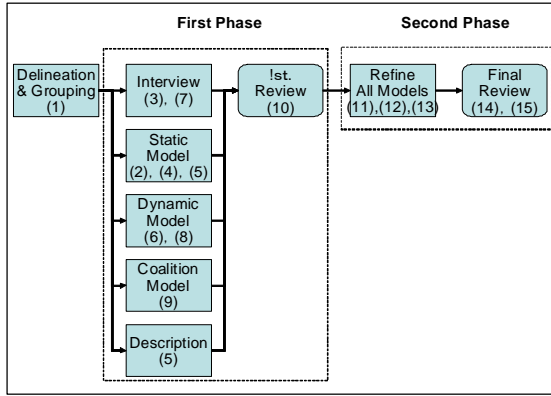 First Phase
Second Phase
Delineation
& Grouping
(1)
Interview
(3), (7)
Static
Model
(2), (4), (5)
Dynamic
Model
(6), (8)
Coalition
Model
(9)
Description
(5)
!st.
Review
(10)
Refine
All Models
(11),(12),(13)
Final
Review
(14), (15)